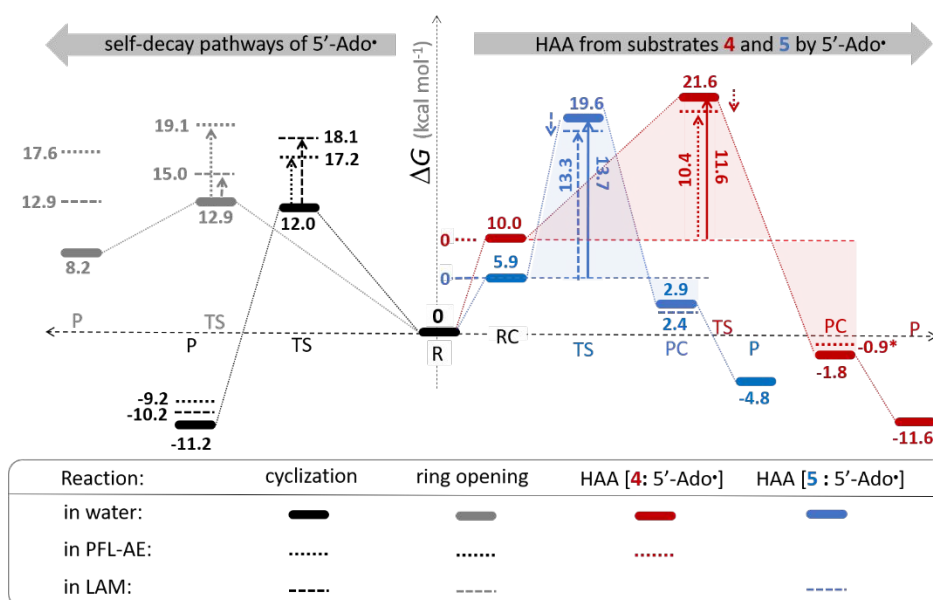 self-decay pathways of 5’-Ado•
HAA from substrates 4 and 5 by 5’-Ado•
ΔG (kcal mol⁻¹)
21.6
19.6
19.1
18.1
17.6
17.2
15.0
13.3
13.7
10.4
11.6
12.9
12.9
12.0
10.0
0
8.2
5.9
0
0
2.9
2.4
P
TS
P
TS
R
RC
TS
PC
P
TS
PC
P
-0.9*
-1.8
-4.8
-9.2
-10.2
-11.2
-11.6
Reaction: cyclization ring opening HAA [4: 5’-Ado•] HAA [5 : 5’-Ado•]
in water:
in PFL-AE:
in LAM: